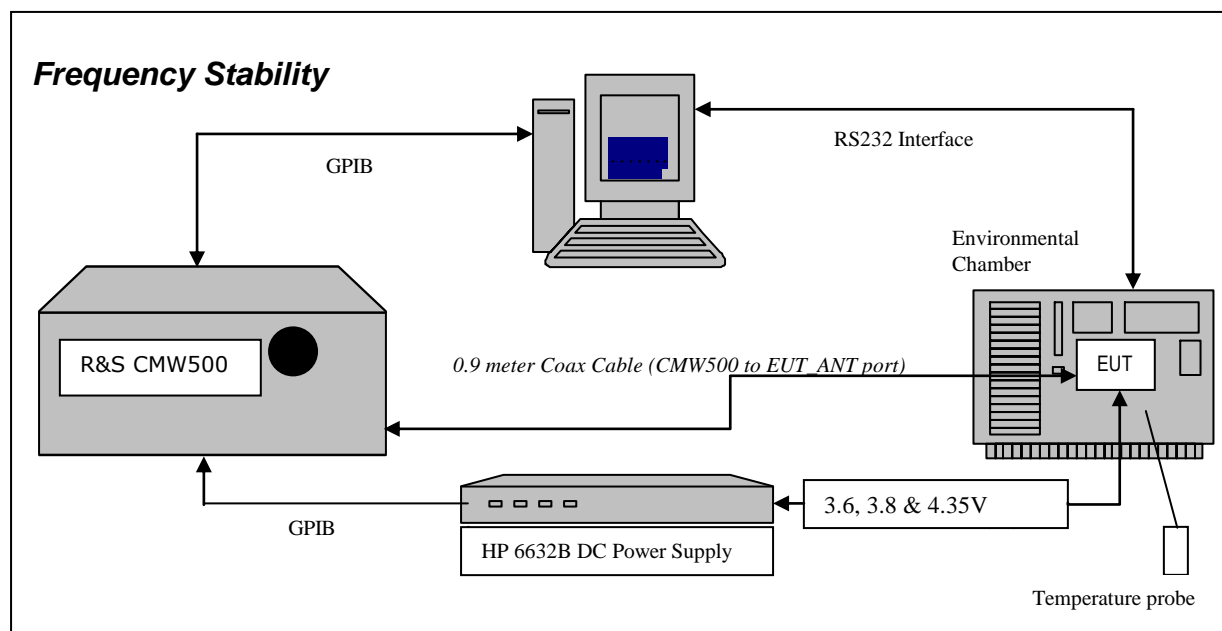 Frequency Stability
GPIB
RS232 Interface
Environmental
Chamber
R&S CMW500
0.9 meter Coax Cable (CMW500 to EUT_ANT port)
EUT
3.6, 3.8 & 4.35V
GPIB
HP 6632B DC Power Supply
Temperature probe